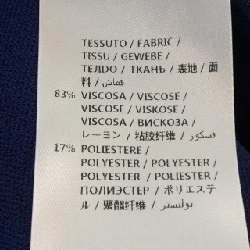 TESSUTO / FABRIC /
TISSU / GEWEBE /
TEJIDO / ТКАНЬ / 表地 / 面
料 / قماش
83% VISCOSA / VISCOSE /
VISCOSE / VISKOSE /
VISCOSA / ВИСКОЗА /
レーヨン / 粘胶纤维 / فسكوز
17% POLIESTERE /
POLYESTER / POLYESTER /
POLYESTER / POLIESTER /
ПОЛИЭСТЕР / ポリエステ
ル / 聚酯纤维 / بوليستر